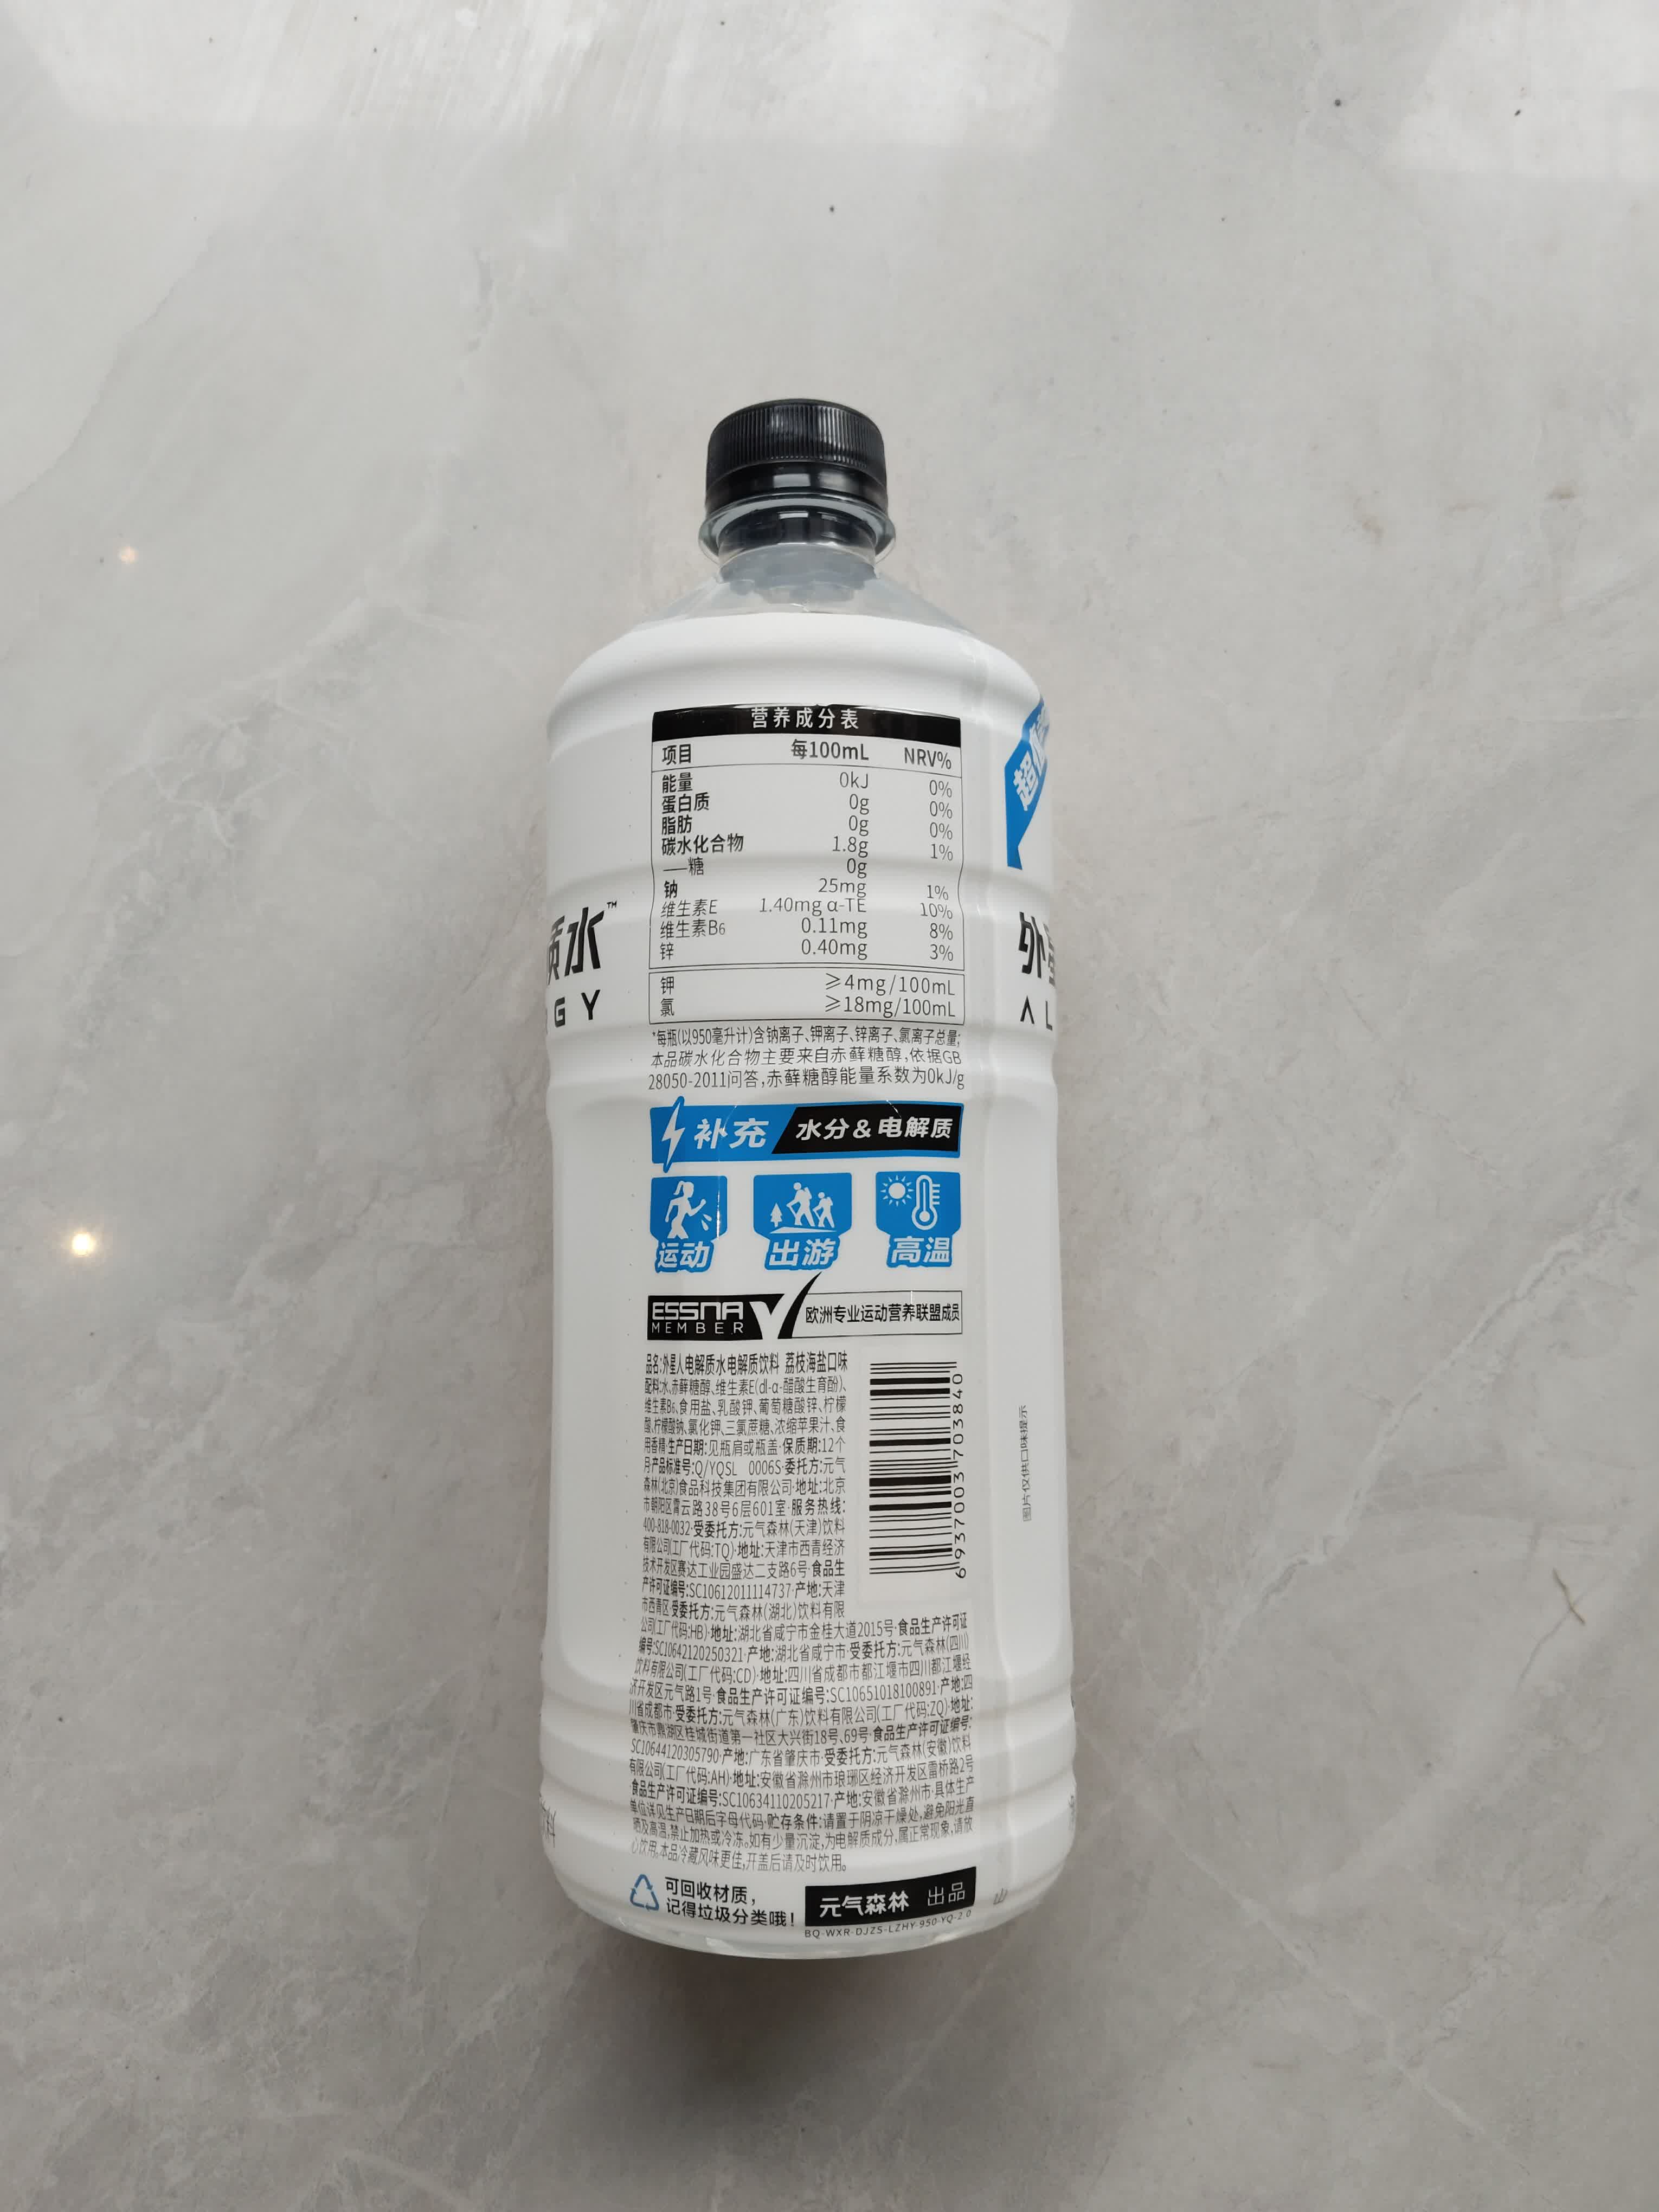 营养成分表
项目 每100mL NRV%
能量 0kJ 0%
蛋白质 0g 0%
脂肪 0g 0%
碳水化合物 1.8g 1%
——糖 0g
钠 25mg 1%
维生素E 1.40mg α-TE 10%
维生素B6 0.11mg 8%
锌 0.40mg 3%
钾 ≥4mg/100mL
氯 ≥18mg/100mL
*每瓶(以950毫升计)含钠离子、钾离子、锌离子、氯离子总量;
本品碳水化合物主要来自赤藓糖醇,依据GB
28050-2011问答,赤藓糖醇能量系数为0kJ/g
补充 水分&电解质
运动 出游 高温
ESSNA
MEMBER
欧洲专业运动营养联盟成员
品名:外星人电解质水电解质饮料 荔枝海盐口味
配料:水、赤藓糖醇、维生素E(dl-α-醋酸生育酚)、
维生素B6、食用盐、乳酸钾、葡萄糖酸锌、柠檬
酸、柠檬酸钠、氯化钾、三氯蔗糖、浓缩苹果汁、食
用香精·生产日期:见瓶肩或瓶盖·保质期:12个
月·产品标准号:Q/YQSL 0006S·委托方:元气
森林(北京)食品科技集团有限公司·地址:北京
市朝阳区霄云路38号6层601室·服务热线:
400-818-0032·受委托方:元气森林(天津)饮料
有限公司(工厂代码:TQ)·地址:天津市西青经济
技术开发区赛达工业园盛达二支路6号·食品生
产许可证编号:SC10612011114737·产地:天津
市西青区·受委托方:元气森林(湖北)饮料有限
公司(工厂代码:HB)·地址:湖北省咸宁市金桂大道2015号·食品生产许可证
编号:SC10642120250321·产地:湖北省咸宁市·受委托方:元气森林(四川)
饮料有限公司(工厂代码:CD)·地址:四川省成都市都江堰市四川都江堰经
济开发区元气路1号·食品生产许可证编号:SC10651018100891·产地:四
川省成都市·受委托方:元气森林(广东)饮料有限公司(工厂代码:ZQ)·地址:
肇庆市鼎湖区桂城街道第一社区大兴街18号、69号·食品生产许可证编号:
SC10644120305790·产地:广东省肇庆市·受委托方:元气森林(安徽)饮料
有限公司(工厂代码:AH)·地址:安徽省滁州市琅琊区经济开发区雷桥路2号
·食品生产许可证编号:SC10634110205217·产地:安徽省滁州市·具体生产
单位详见生产日期后字母代码·贮存条件:请置于阴凉干燥处,避免阳光直
晒及高温,禁止加热或冷冻。如有少量沉淀,为电解质成分,属正常现象,请放
心饮用。本品冷藏风味更佳,开盖后请及时饮用。
6937003703840
可回收材质,
记得垃圾分类哦!
元气森林 出品
BQ-WXR-DJZS-LZHY-950-YQ-2.0
质水™
GY
外星
AL
超
图片仅供口味提示
料